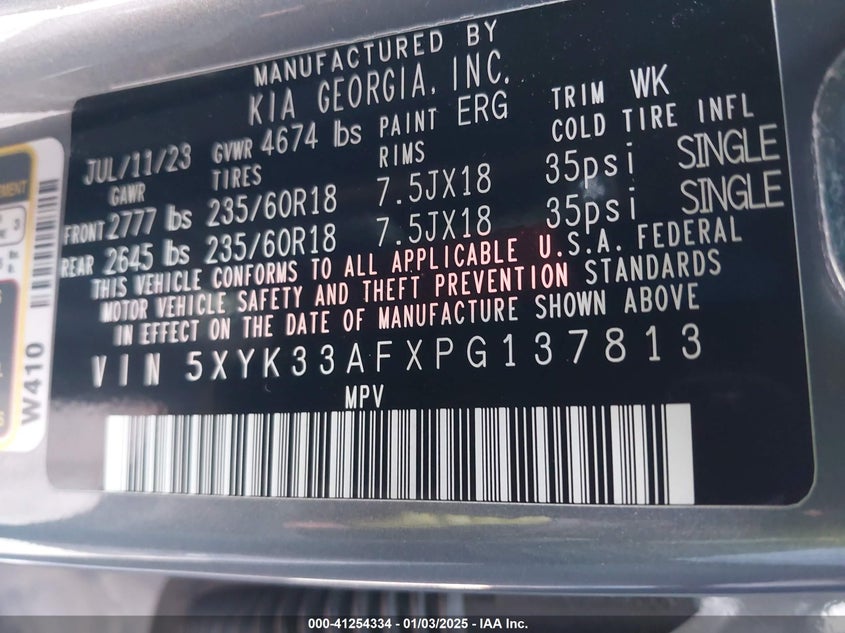 MANUFACTURED BY
KIA GEORGIA, INC.
JUL/11/23 GVWR 4674 lbs PAINT ERG TRIM WK
GAWR TIRES RIMS COLD TIRE INFL
FRONT 2777 lbs 235/60R18 7.5JX18 35psi SINGLE
REAR 2645 lbs 235/60R18 7.5JX18 35psi SINGLE
THIS VEHICLE CONFORMS TO ALL APPLICABLE U.S.A. FEDERAL
MOTOR VEHICLE SAFETY AND THEFT PREVENTION STANDARDS
IN EFFECT ON THE DATE OF MANUFACTURE SHOWN ABOVE
VIN 5XYK33AFXPG137813
MPV
W410
000-41254334 - 01/03/2025 - IAA Inc.